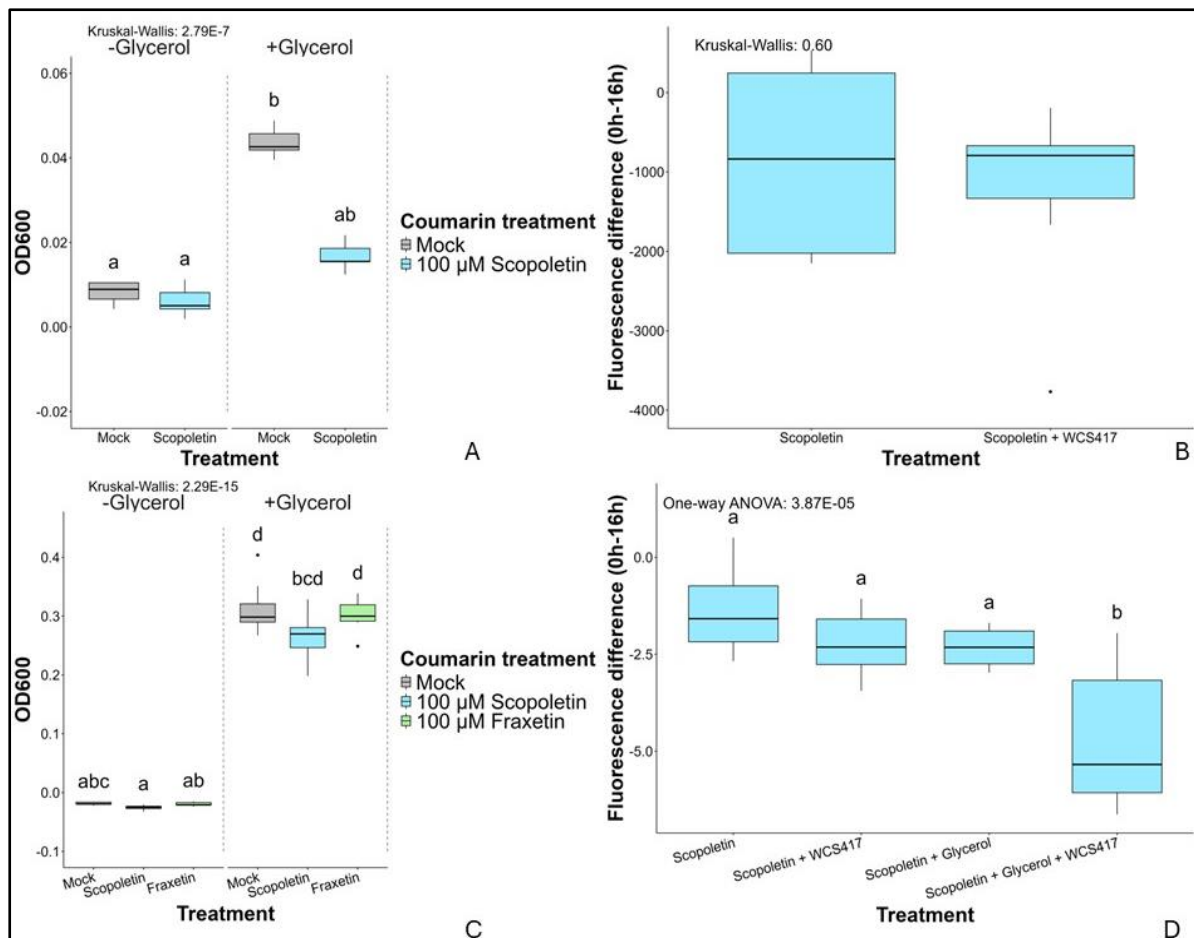 Kruskal-Wallis: 2.79E-7
-Glycerol +Glycerol
0.06
0.04
0.02
0.00
-0.02
OD600
a
a
b
ab
Mock
Scopoletin
Mock
Scopoletin
Treatment
A
Coumarin treatment
Mock
100 µM Scopoletin
Kruskal-Wallis: 0.60
0
-1000
-2000
-3000
-4000
Fluorescence difference (0h-16h)
Scopoletin
Scopoletin + WCS417
Treatment
B
Kruskal-Wallis: 2.29E-15
-Glycerol +Glycerol
0.4
0.3
0.2
0.1
0.0
-0.1
OD600
abc
a
ab
d
bcd
d
Mock
Scopoletin
Fraxetin
Mock
Scopoletin
Fraxetin
Treatment
C
Coumarin treatment
Mock
100 µM Scopoletin
100 µM Fraxetin
One-way ANOVA: 3.87E-05
0.0
-2.5
-5.0
Fluorescence difference (0h-16h)
a
a
a
b
Scopoletin
Scopoletin + WCS417
Scopoletin + Glycerol
Scopoletin + Glycerol + WCS417
Treatment
D